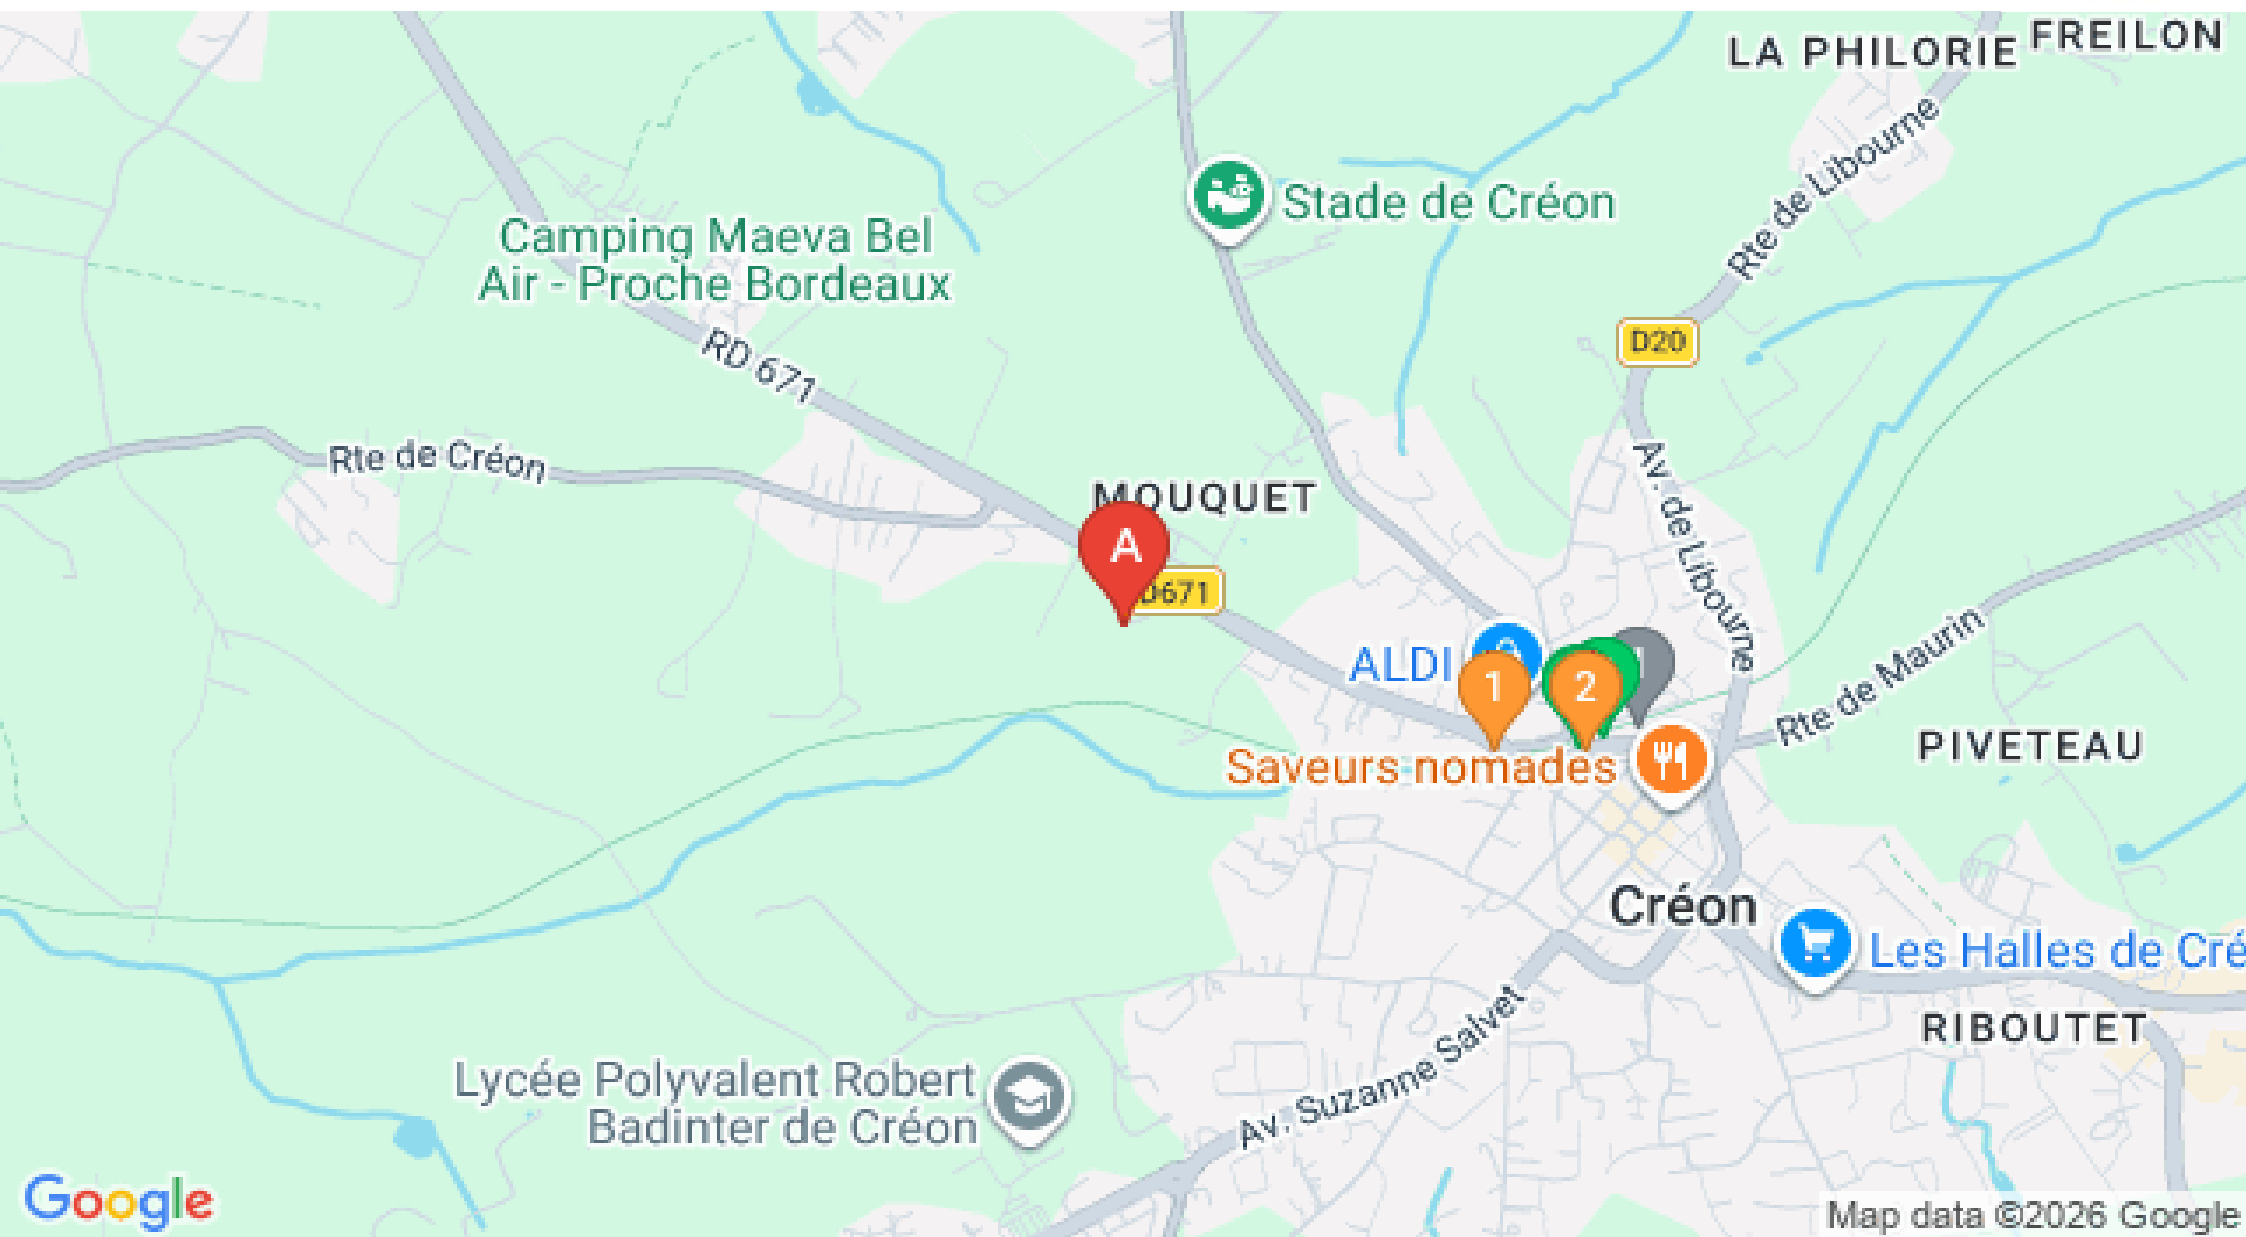 FREILON
LA PHILORIE
Rte de Libourne
Stade de Créon
Camping Maeva Bel
Air - Proche Bordeaux
D20
RD 671
Rte de Créon
Av. de Libourne
MOUQUET
A
D671
Rte de Maurin
ALDI
1
2
PIVETEAU
Saveurs nomades
Créon
Les Halles de Cré
Av. Suzanne Salvet
RIBOUTET
Lycée Polyvalent Robert
Badinter de Créon
Google
Map data ©2026 Google